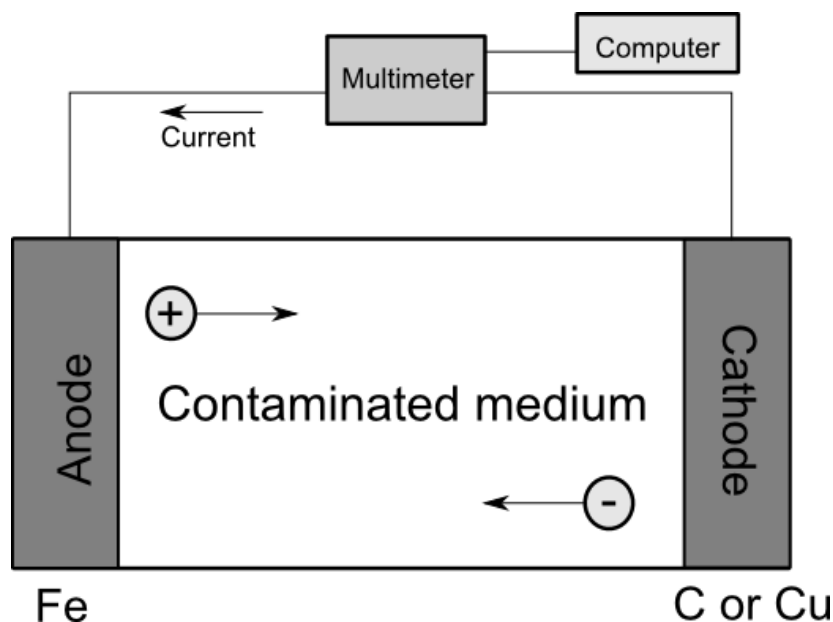 Computer
Multimeter
Current
+
Anode
Contaminated medium
Cathode
-
Fe
C or Cu